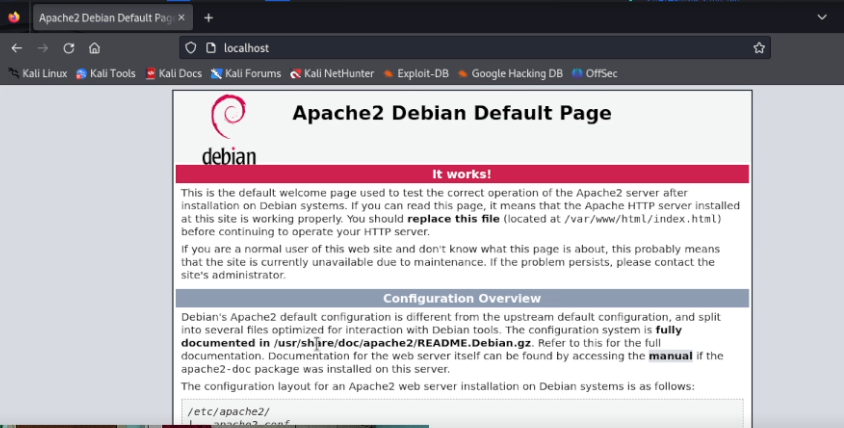 Apache2 Debian Default Pag
localhost
Kali Linux Kali Tools Kali Docs Kali Forums Kali NetHunter Exploit-DB Google Hacking DB OffSec
debian
Apache2 Debian Default Page
It works!
This is the default welcome page used to test the correct operation of the Apache2 server after
installation on Debian systems. If you can read this page, it means that the Apache HTTP server installed
at this site is working properly. You should replace this file (located at /var/www/html/index.html)
before continuing to operate your HTTP server.
If you are a normal user of this web site and don't know what this page is about, this probably means
that the site is currently unavailable due to maintenance. If the problem persists, please contact the
site's administrator.
Configuration Overview
Debian's Apache2 default configuration is different from the upstream default configuration, and split
into several files optimized for interaction with Debian tools. The configuration system is fully
documented in /usr/share/doc/apache2/README.Debian.gz. Refer to this for the full
documentation. Documentation for the web server itself can be found by accessing the manual if the
apache2-doc package was installed on this server.
The configuration layout for an Apache2 web server installation on Debian systems is as follows:
/etc/apache2/
apache2.conf